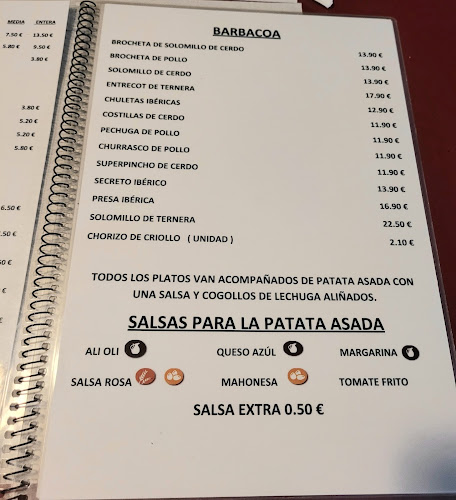 MEDIA ENTERA
7.50 € 13.50 €
5.80 € 9.50 €
3.80 €
3.80 €
5.20 €
5.20 €
5.80 €
6.50 €
.50 €
50 €
€
€
BARBACOA
BROCHETA DE SOLOMILLO DE CERDO 13.90 €
BROCHETA DE POLLO 13.90 €
SOLOMILLO DE CERDO 13.90 €
ENTRECOT DE TERNERA 17.90 €
CHULETAS IBÉRICAS 12.90 €
COSTILLAS DE CERDO 11.90 €
PECHUGA DE POLLO 11.90 €
CHURRASCO DE POLLO 11.90 €
SUPERPINCHO DE CERDO 11.90 €
SECRETO IBÉRICO 13.90 €
PRESA IBÉRICA 16.90 €
SOLOMILLO DE TERNERA 22.50 €
CHORIZO DE CRIOLLO ( UNIDAD ) 2.10 €
TODOS LOS PLATOS VAN ACOMPAÑADOS DE PATATA ASADA CON
UNA SALSA Y COGOLLOS DE LECHUGA ALIÑADOS.
SALSAS PARA LA PATATA ASADA
ALI OLI QUESO AZÚL MARGARINA
SALSA ROSA MAHONESA TOMATE FRITO
SALSA EXTRA 0.50 €